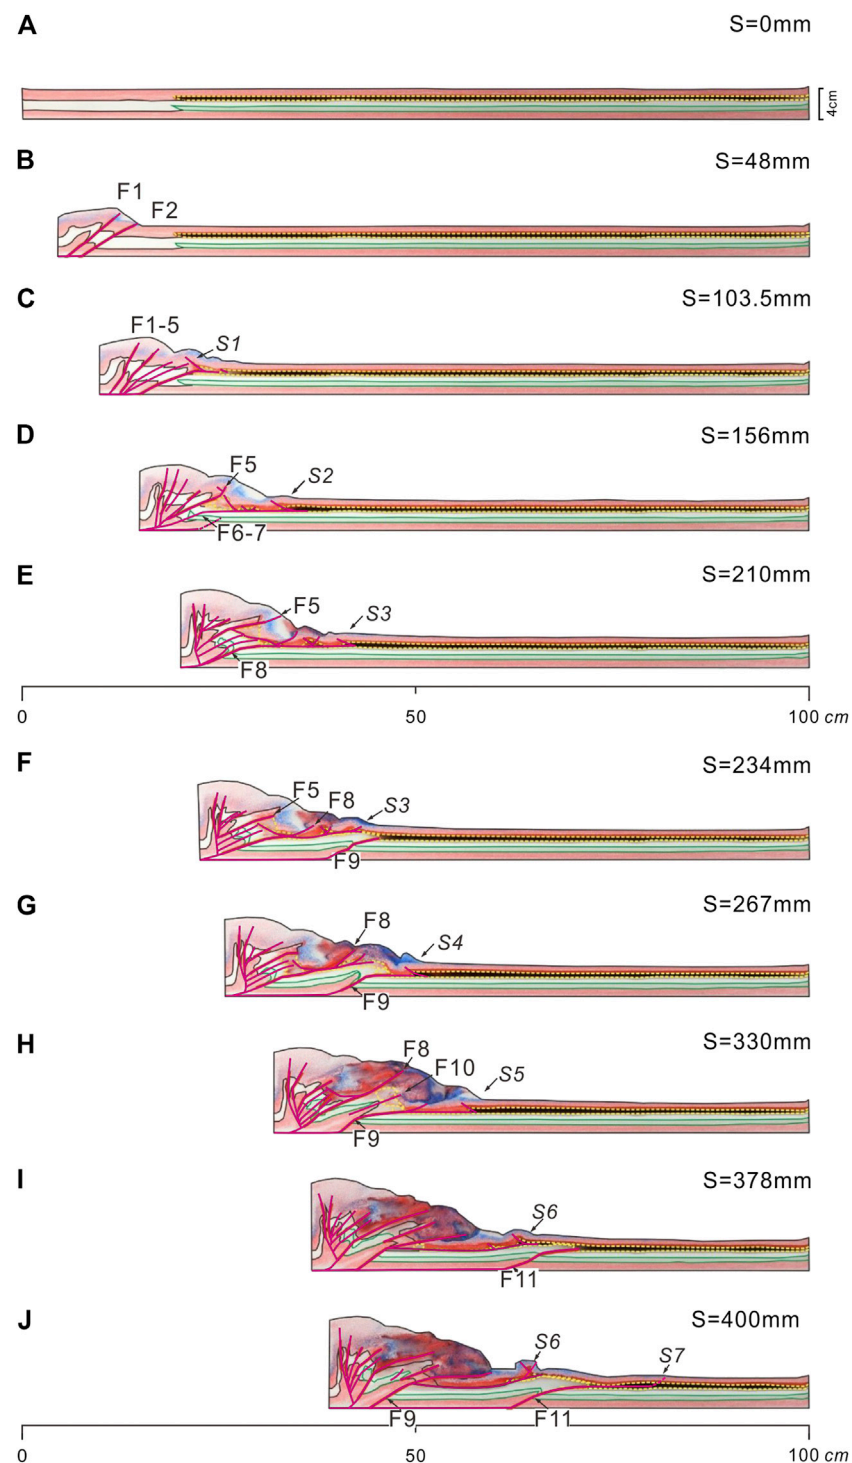 A
S=0mm
4cm
B
S=48mm
F1
F2
C
S=103.5mm
F1-5
S1
D
S=156mm
F5
S2
F6-7
E
S=210mm
F5
S3
F8
0
50
100 cm
F
S=234mm
F5
F8
S3
F9
G
S=267mm
F8
S4
F9
H
S=330mm
F8
F10
S5
F9
I
S=378mm
S6
F11
J
S=400mm
S6
S7
F9
F11
0
50
100 cm